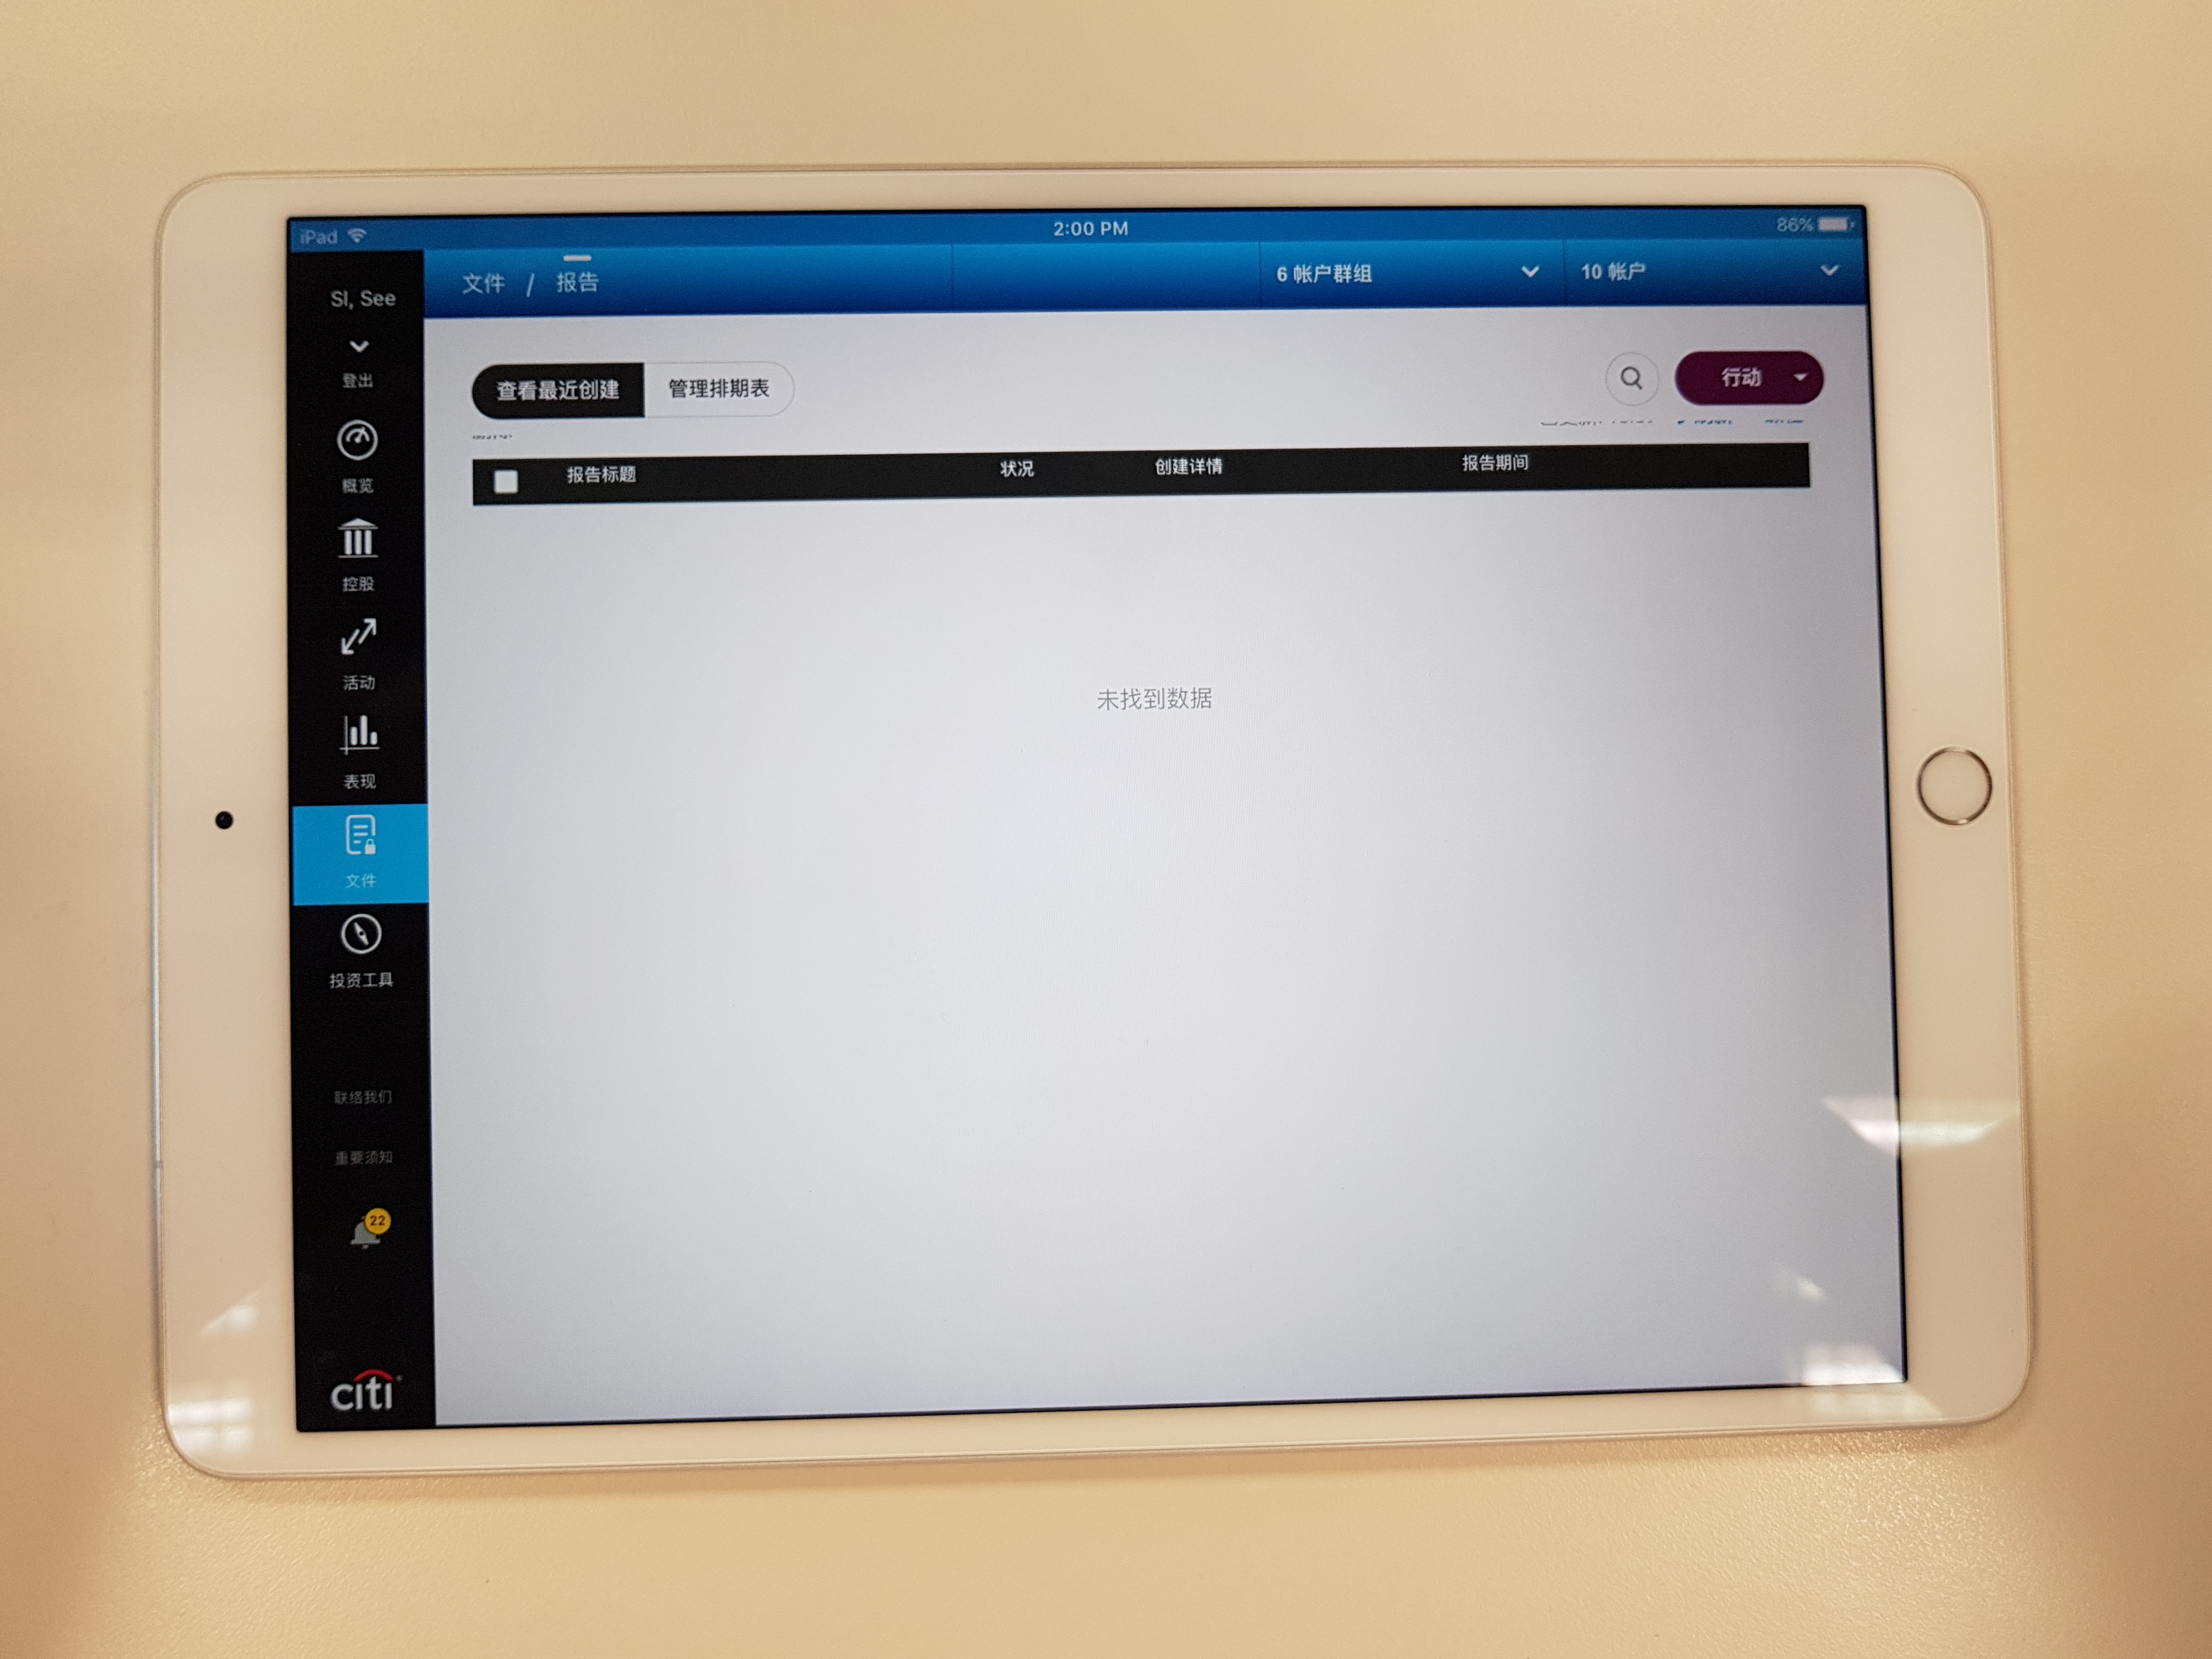 iPad 2:00 PM 86%
文件 / 报告 6 帐户群组 10 帐户
SI, See
登出
概览
控股
活动
表现
文件
投资工具
联络我们
重要须知
22
citi
查看最近创建 管理排期表 行动
报告标题 状况 创建详情 报告期间
未找到数据